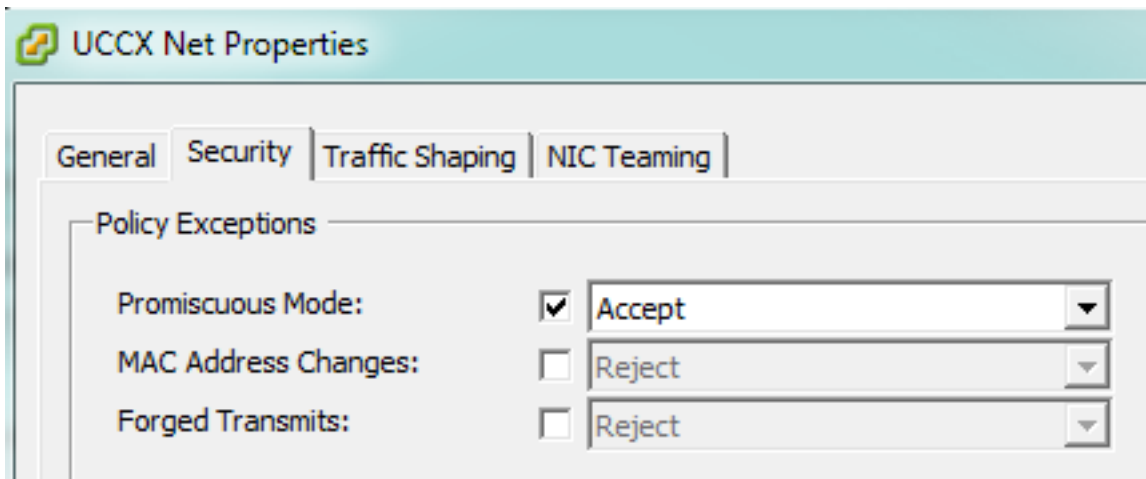 UCCX Net Properties
General Security Traffic Shaping NIC Teaming
Policy Exceptions
Promiscuous Mode: Accept
MAC Address Changes: Reject
Forged Transmits: Reject